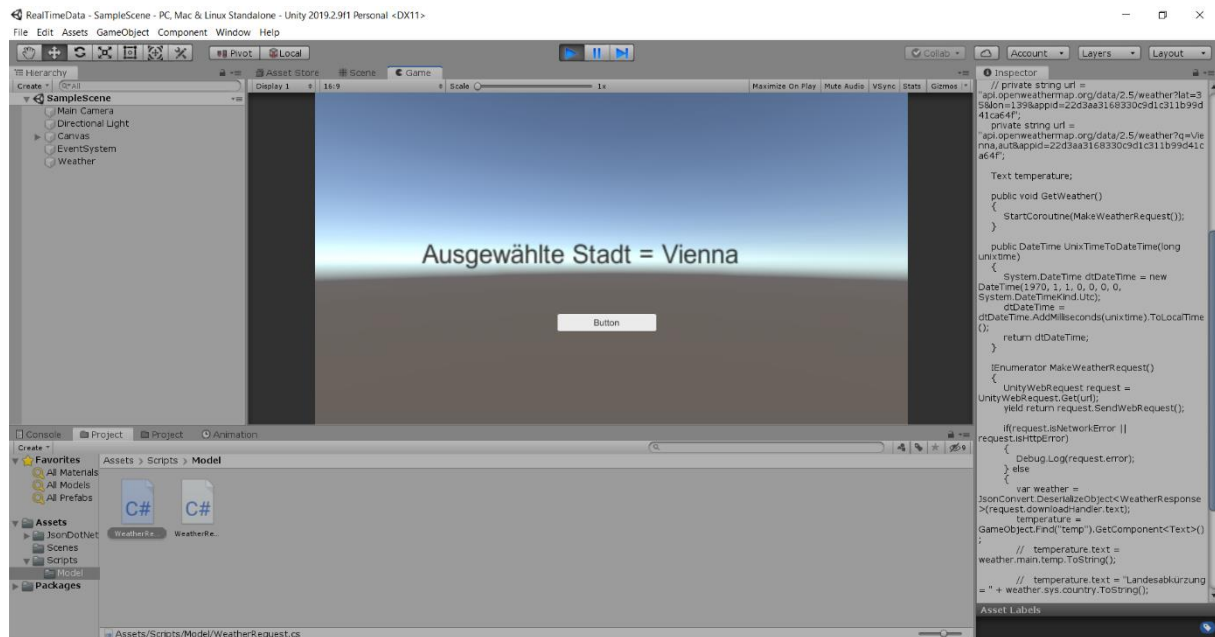 RealTimeData - SampleScene - PC, Mac & Linux Standalone - Unity 2019.2.9f1 Personal <DX11>
File Edit Assets GameObject Component Window Help
Pivot Local Collab Account Layers Layout
Hierarchy Asset Store Scene Game Inspector
Create All Display 1 16:9 Scale 1x Maximize On Play Mute Audio VSync Stats Gizmos
SampleScene
Main Camera
Directional Light
Canvas
EventSystem
Weather
Ausgewählte Stadt = Vienna
Button
// private string url =
"api.openweathermap.org/data/2.5/weather?lat=3
5&lon=139&appid=22d3aa3168330c9d1c311b99d
41ca64f";
private string url =
"api.openweathermap.org/data/2.5/weather?q=Vie
nna,aut&appid=22d3aa3168330c9d1c311b99d41c
a64f";
Text temperature;
public void GetWeather()
{
StartCoroutine(MakeWeatherRequest());
}
public DateTime UnixTimeToDateTime(long
unixtime)
{
System.DateTime dtDateTime = new
DateTime(1970, 1, 1, 0, 0, 0, 0,
System.DateTimeKind.Utc);
dtDateTime =
dtDateTime.AddMilliseconds(unixtime).ToLocalTime
();
return dtDateTime;
}
IEnumerator MakeWeatherRequest()
{
UnityWebRequest request =
UnityWebRequest.Get(url);
yield return request.SendWebRequest();
if(request.isNetworkError ||
request.isHttpError)
{
Debug.Log(request.error);
} else
{
var weather =
JsonConvert.DeserializeObject<WeatherResponse
>(request.downloadHandler.text);
temperature =
GameObject.Find("temp").GetComponent<Text>()
;
// temperature.text =
weather.main.temp.ToString();
// temperature.text = "Landesabkürzung
= " + weather.sys.country.ToString();
Asset Labels
Console Project Project Animation
Create 9
Favorites
All Materials
All Models
All Prefabs
Assets
JsonDotNet
Scenes
Scripts
Model
Packages
Assets > Scripts > Model
C# C#
WeatherRe... WeatherRe...
Assets/Scripts/Model/WeatherRequest.cs